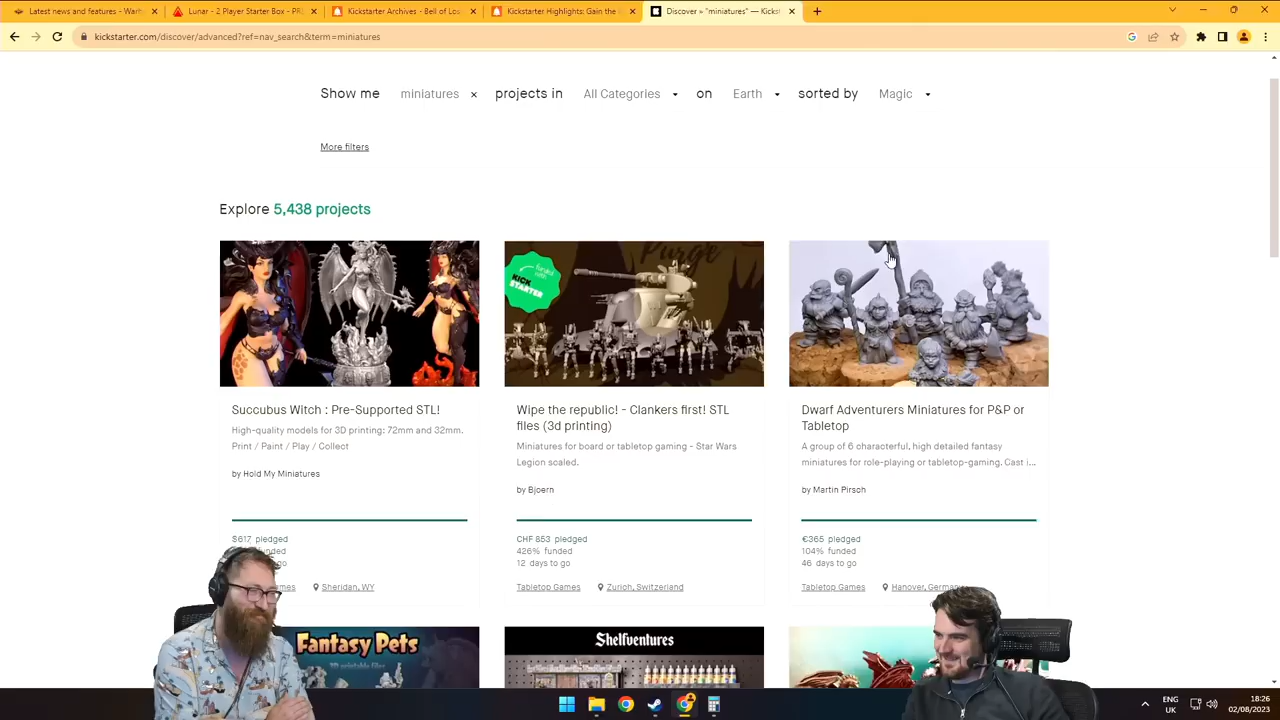 Latest news and features - Warh
Lunar - 2 Player Starter Box - PR
Kickstarter Archives - Bell of Los
Kickstarter Highlights: Gain the
Discover » "miniatures" — Kickst
kickstarter.com/discover/advanced?ref=nav_search&term=miniatures
Show me miniatures × projects in All Categories on Earth sorted by Magic
More filters
Explore 5,438 projects
KICK
STARTER
Purge
Succubus Witch : Pre-Supported STL!
High-quality models for 3D printing: 72mm and 32mm.
Print / Paint / Play / Collect
by Hold My Miniatures
$617 pledged
Sheridan, WY
Wipe the republic! - Clankers first! STL
files (3d printing)
Miniatures for board or tabletop gaming - Star Wars
Legion scaled.
by Bjoern
CHF 853 pledged
426% funded
12 days to go
Tabletop Games Zurich, Switzerland
Dwarf Adventurers Miniatures for P&P or
Tabletop
A group of 6 characterful, high detailed fantasy
miniatures for role-playing or tabletop-gaming. Cast i...
by Martin Pirsch
€365 pledged
104% funded
46 days to go
Tabletop Games Hanover, Germany
Fantasy Pets
3D printable files
Shelfventures
ENG
UK
18:26
02/08/2023